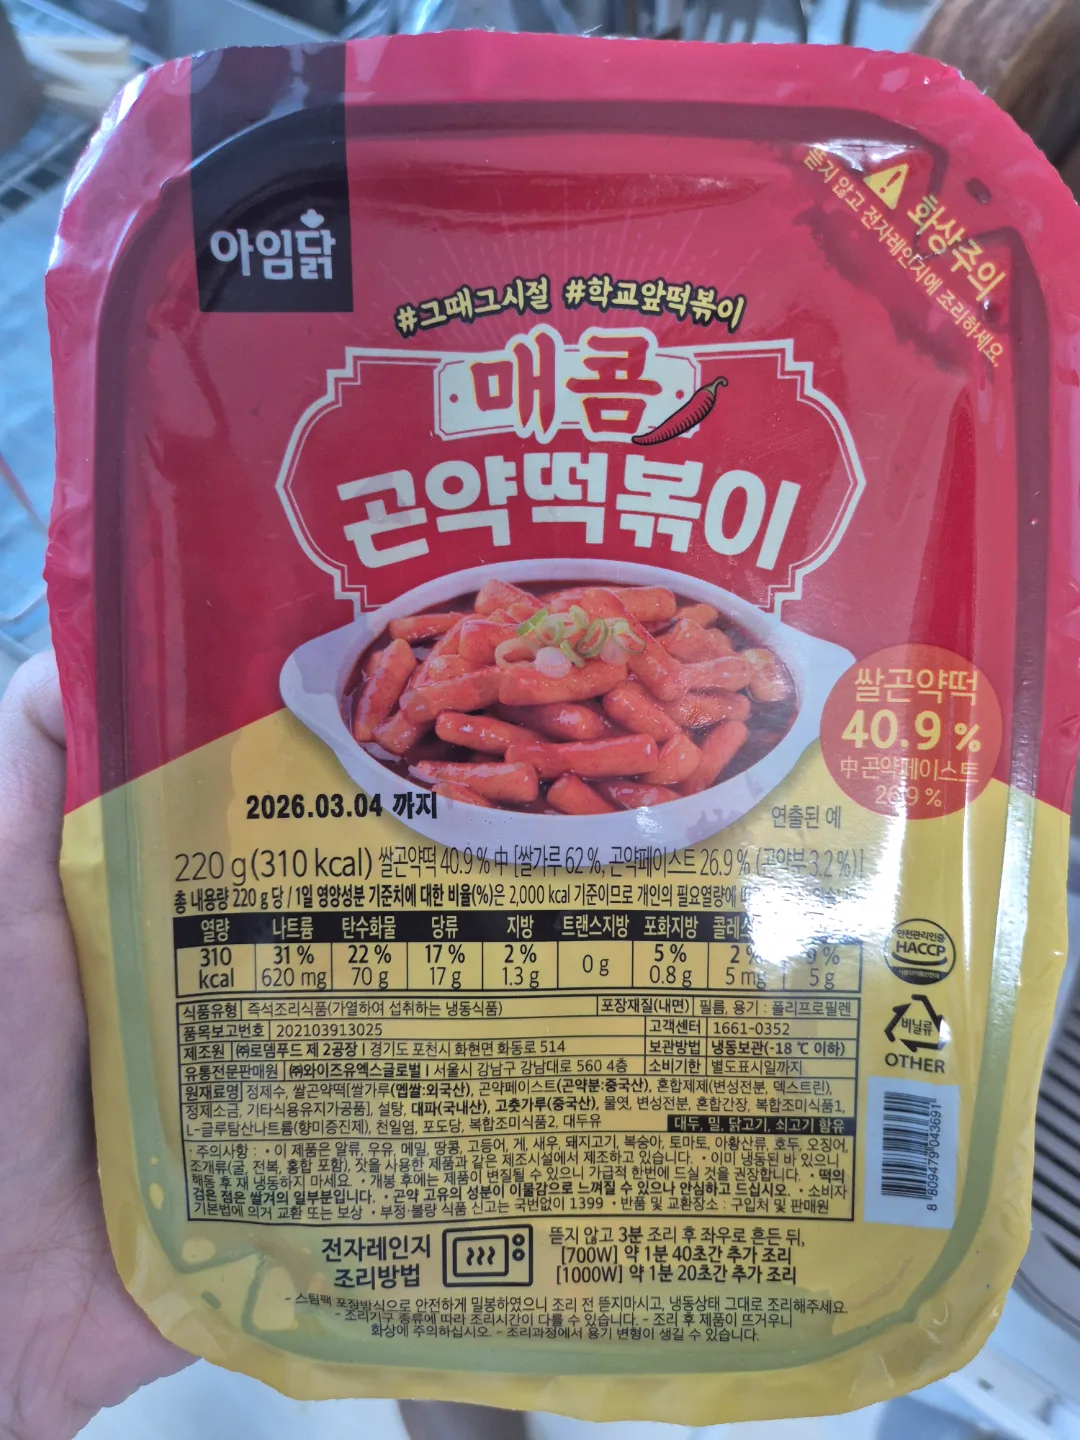 아임닭
화상주의
뜯지 않고 전자레인지에 조리하세요.
#그때그시절 #학교앞떡볶이
매콤
곤약떡볶이
쌀곤약떡
40.9 %
中 곤약페이스트
26.9 %
2026.03.04 까지
연출된 예
220 g(310 kcal) 쌀곤약떡 40.9 % 中 [쌀가루 62 %, 곤약페이스트 26.9 % (곤약분 3.2 %)]
총 내용량 220 g 당 / 1일 영양성분 기준치에 대한 비율(%)은 2,000 kcal 기준이므로 개인의 필요열량에
열량 나트륨 탄수화물 당류 지방 트랜스지방 포화지방
310 kcal 31 % 620 mg 22 % 70 g 17 % 17 g 2 % 1.3 g 0 g 5 % 0.8 g 2 % 5 mg 9 % 5 g
식품유형 즉석조리식품(가열하여 섭취하는 냉동식품) 포장재질(내면) 필름, 용기 : 폴리프로필렌
품목보고번호 202103913025 고객센터 1661-0352
제조원 ㈜로뎀푸드 제 2공장 I 경기도 포천시 화현면 화동로 514 보관방법 냉동보관(-18 ℃ 이하)
유통전문판매원 ㈜와이즈유엑스글로벌 I 서울시 강남구 강남대로 560 4층 소비기한 별도표시일까지
원재료명 정제수, 쌀곤약떡[쌀가루(멥쌀:외국산), 곤약페이스트(곤약분:중국산), 혼합제제(변성전분, 덱스트린),
정제소금, 기타식용유지가공품], 설탕, 대파(국내산), 고춧가루(중국산), 물엿, 변성전분, 혼합간장, 복합조미식품1,
L-글루탐산나트륨(향미증진제), 천일염, 포도당, 복합조미식품2, 대두유 대두, 밀, 닭고기, 쇠고기 함유
주의사항 : • 이 제품은 알류, 우유, 메밀, 땅콩, 고등어, 게, 새우, 돼지고기, 복숭아, 토마토, 아황산류, 호두, 오징어,
조개류(굴, 전복, 홍합 포함), 잣을 사용한 제품과 같은 제조시설에서 제조하고 있습니다. • 이미 냉동된 바 있으니
해동 후 재 냉동하지 마세요. • 개봉 후에는 제품이 변질될 수 있으니 가급적 한번에 드실 것을 권장합니다. • 떡의
검은 점은 쌀겨의 일부분입니다. • 곤약 고유의 성분이 이물감으로 느껴질 수 있으나 안심하고 드십시오. • 소비자
기본법에 의거 교환 또는 보상 • 부정·불량 식품 신고는 국번없이 1399 • 반품 및 교환장소 : 구입처 및 판매원
안전관리인증
HACCP
비닐류
OTHER
8 809479 043691
전자레인지
조리방법
뜯지 않고 3분 조리 후 좌우로 흔든 뒤,
[700W] 약 1분 40초간 추가 조리
[1000W] 약 1분 20초간 추가 조리
- 스팀팩 포장방식으로 안전하게 밀봉하였으니 조리 전 뜯지마시고, 냉동상태 그대로 조리해주세요.
- 조리기구 종류에 따라 조리시간이 다를 수 있습니다. - 조리 후 제품이 뜨거우니
화상에 주의하십시오. - 조리과정에서 용기 변형이 생길 수 있습니다.